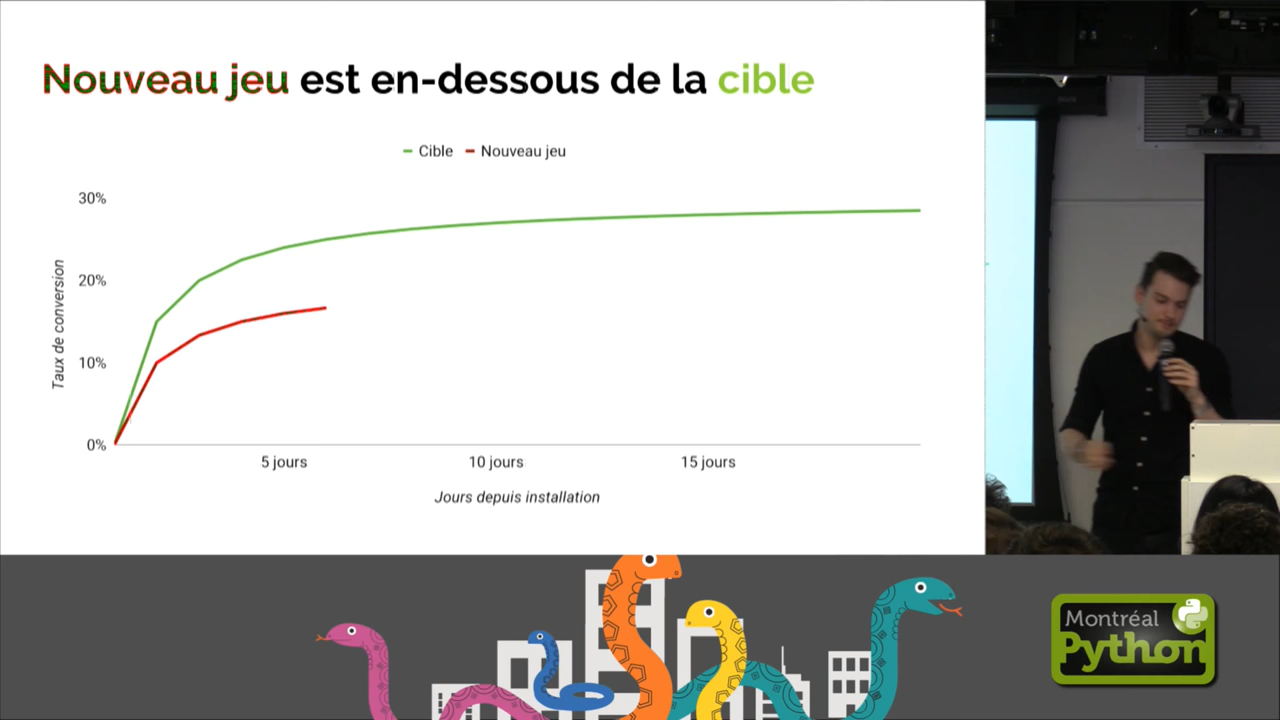 Nouveau jeu est en-dessous de la cible
Cible Nouveau jeu
30%
20%
10%
0%
Taux de conversion
5 jours 10 jours 15 jours
Jours depuis installation
Montréal
Python